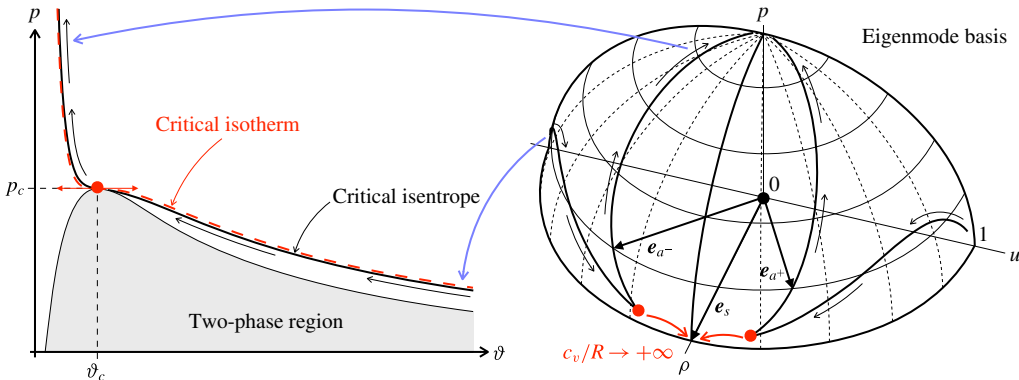 p
Critical isotherm
p_c
Critical isentrope
Two-phase region
ϑ_c
ϑ
p
Eigenmode basis
0
1
u
e_{a^-}
e_{a^+}
e_s
c_v/R → +∞
ρ